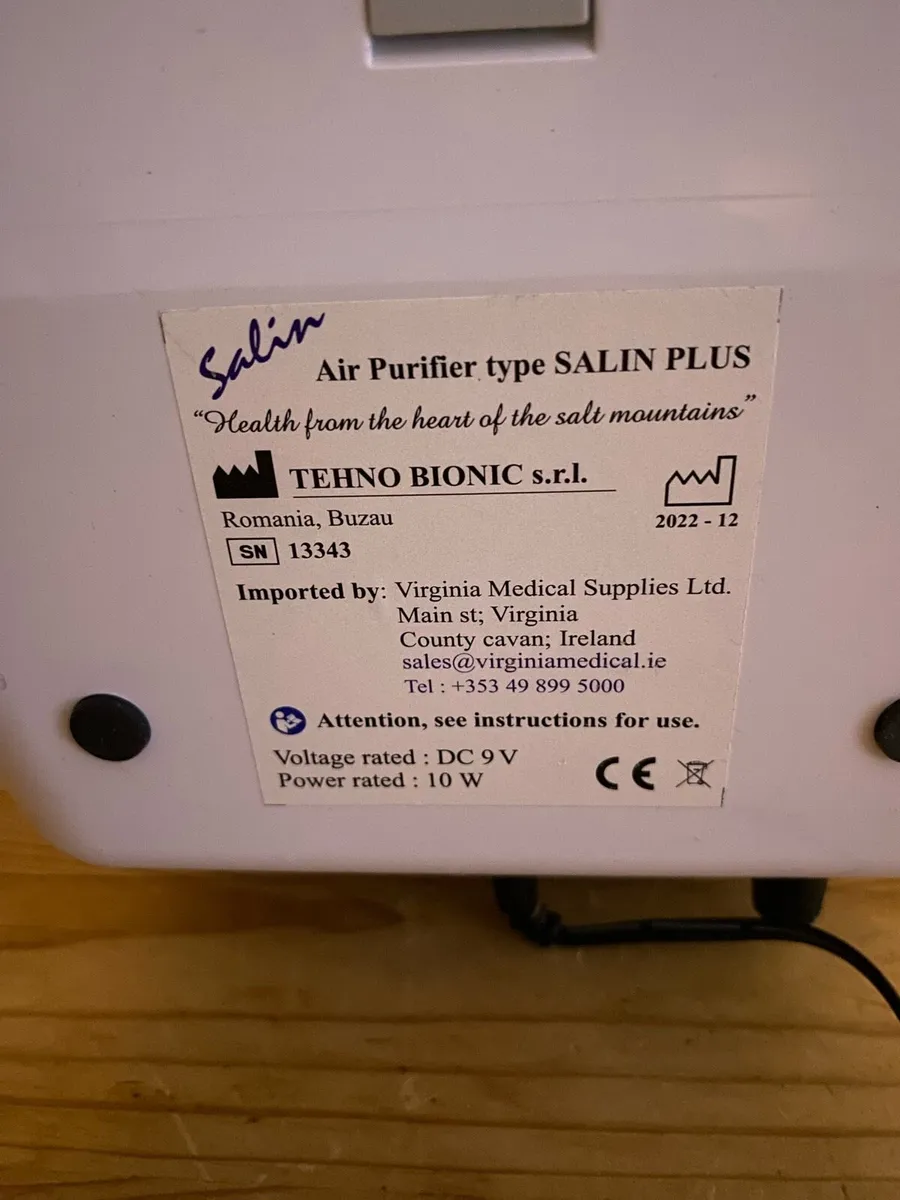 Salin
Air Purifier type SALIN PLUS
“Health from the heart of the salt mountains”
TEHNO BIONIC s.r.l.
Romania, Buzau
2022 - 12
SN 13343
Imported by: Virginia Medical Supplies Ltd.
Main st; Virginia
County cavan; Ireland
sales@virginiamedical.ie
Tel : +353 49 899 5000
Attention, see instructions for use.
Voltage rated : DC 9 V
Power rated : 10 W
CE